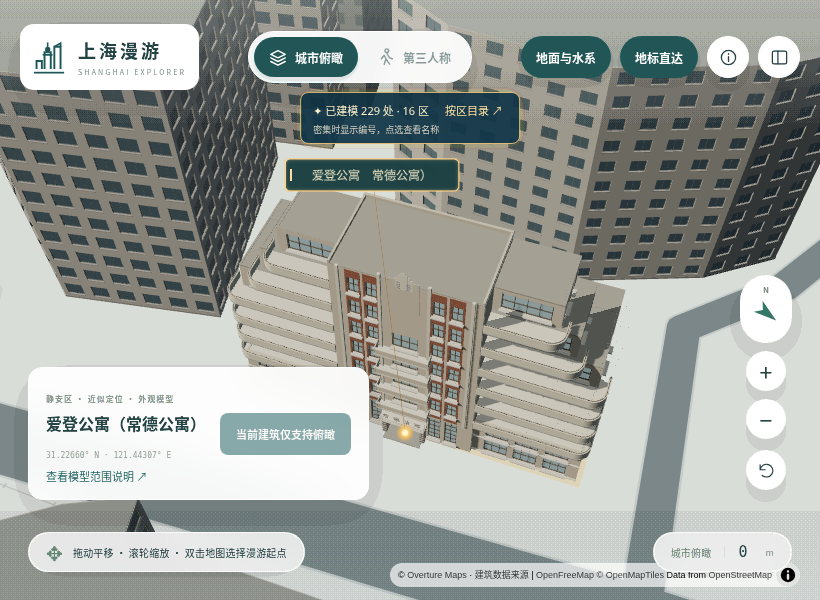 上海漫游
SHANGHAI EXPLORER
城市俯瞰
第三人称
地面与水系
地标直达
✦ 已建模 229 处 · 16 区 按区目录 ↗
密集时显示编号，点选查看名称
爱登公寓 常德公寓）
N
静安区 · 近似定位 · 外观模型
爱登公寓（常德公寓）
当前建筑仅支持俯瞰
31.22660° N · 121.44307° E
查看模型范围说明 ↗
拖动平移 · 滚轮缩放 · 双击地图选择漫游起点
城市俯瞰 0 m
© Overture Maps · 建筑数据来源 | OpenFreeMap © OpenMapTiles Data from OpenStreetMap